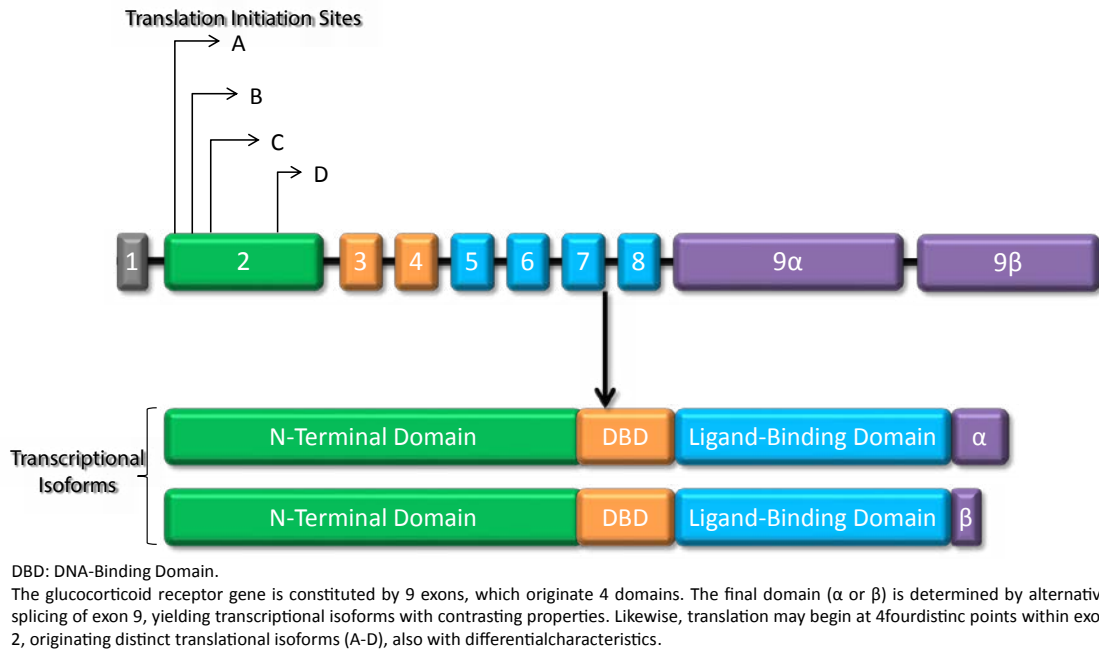 Translation Initiation Sites
A
B
C
D
1 2 3 4 5 6 7 8 9α 9β
N-Terminal Domain DBD Ligand-Binding Domain α
Transcriptional
Isoforms
N-Terminal Domain DBD Ligand-Binding Domain β
DBD: DNA-Binding Domain.
The glucocorticoid receptor gene is constituted by 9 exons, which originate 4 domains. The final domain (α or β) is determined by alternativ
splicing of exon 9, yielding transcriptional isoforms with contrasting properties. Likewise, translation may begin at 4fourdistinc points within exo
2, originating distinct translational isoforms (A-D), also with differentialcharacteristics.